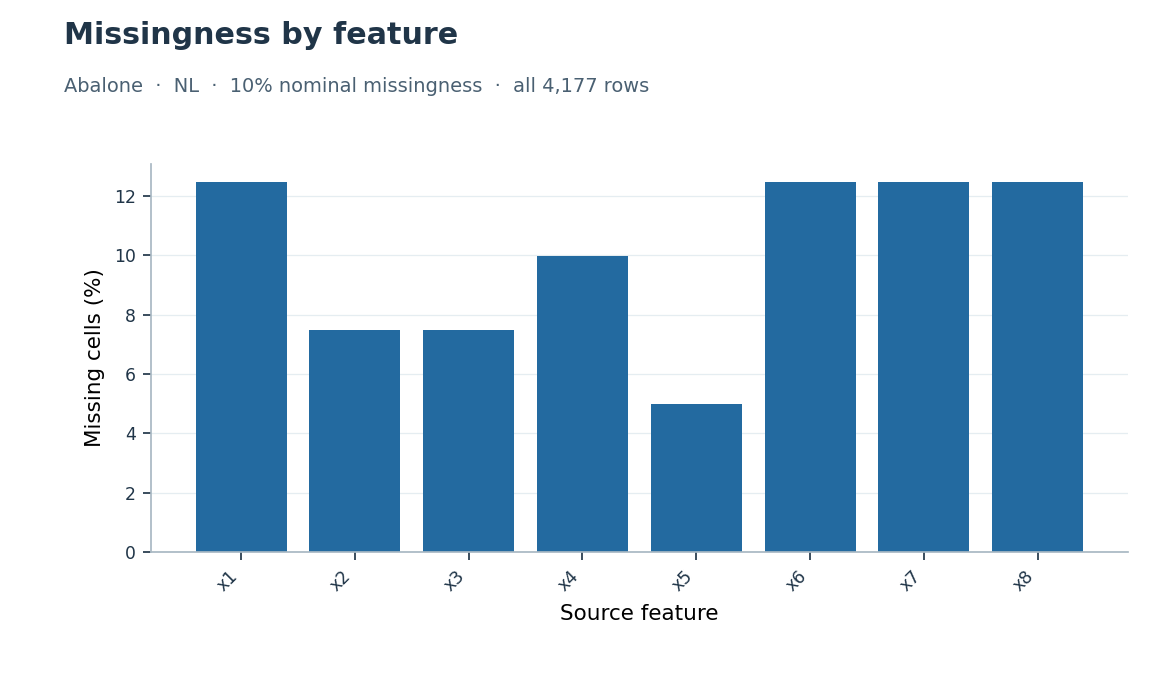 Missingness by feature
Abalone · NL · 10% nominal missingness · all 4,177 rows
12
10
8
6
4
2
0
Missing cells (%)
x1 x2 x3 x4 x5 x6 x7 x8
Source feature